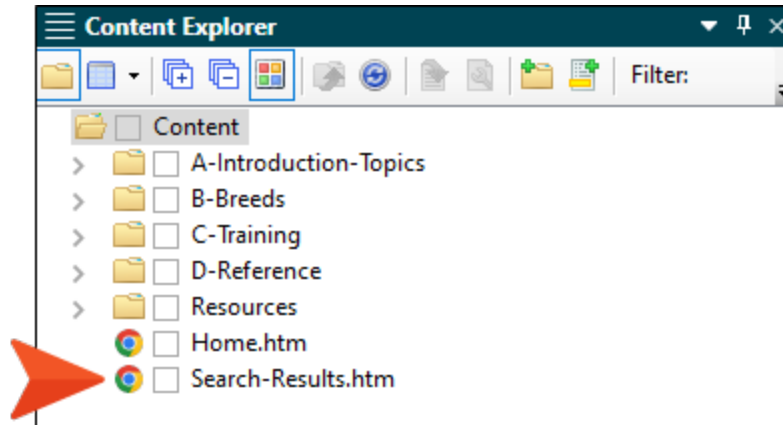 Content Explorer
Filter:
Content
A-Introduction-Topics
B-Breeds
C-Training
D-Reference
Resources
Home.htm
Search-Results.htm